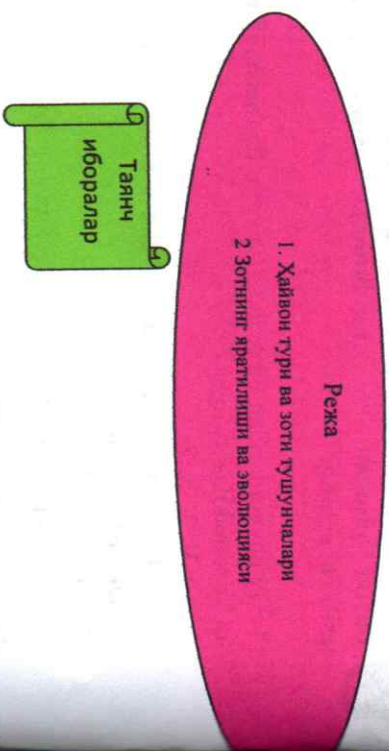 Режа
1. Ҳайвон тури ва зоти тушунчалари
2 Зотнинг яратилиши ва эволюцияси
Таянч
иборалар